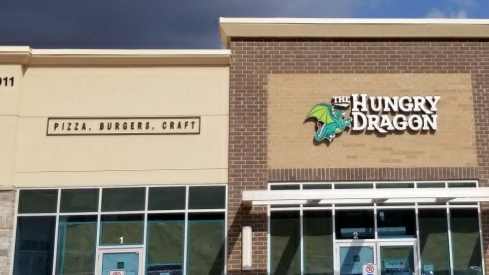 011
PIZZA, BURGERS, CRAFT
THE HUNGRY
DRAGON
1
2